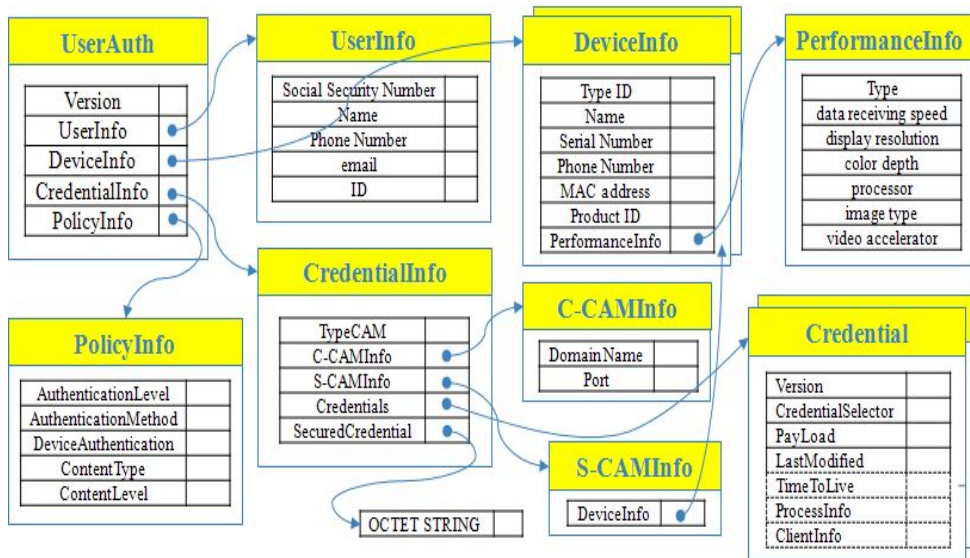 UserAuth
Version
UserInfo
DeviceInfo
CredentialInfo
PolicyInfo
UserInfo
Social Security Number
Name
Phone Number
email
ID
DeviceInfo
Type ID
Name
Serial Number
Phone Number
MAC address
Product ID
PerformanceInfo
PerformanceInfo
Type
data receiving speed
display resolution
color depth
processor
image type
video accelerator
PolicyInfo
AuthenticationLevel
AuthenticationMethod
DeviceAuthentication
ContentType
ContentLevel
CredentialInfo
TypeCAM
C-CAMInfo
S-CAMInfo
Credentials
SecuredCredential
OCTET STRING
C-CAMInfo
DomainName
Port
S-CAMInfo
DeviceInfo
Credential
Version
CredentialSelector
PayLoad
LastModified
TimeToLive
ProcessInfo
ClientInfo